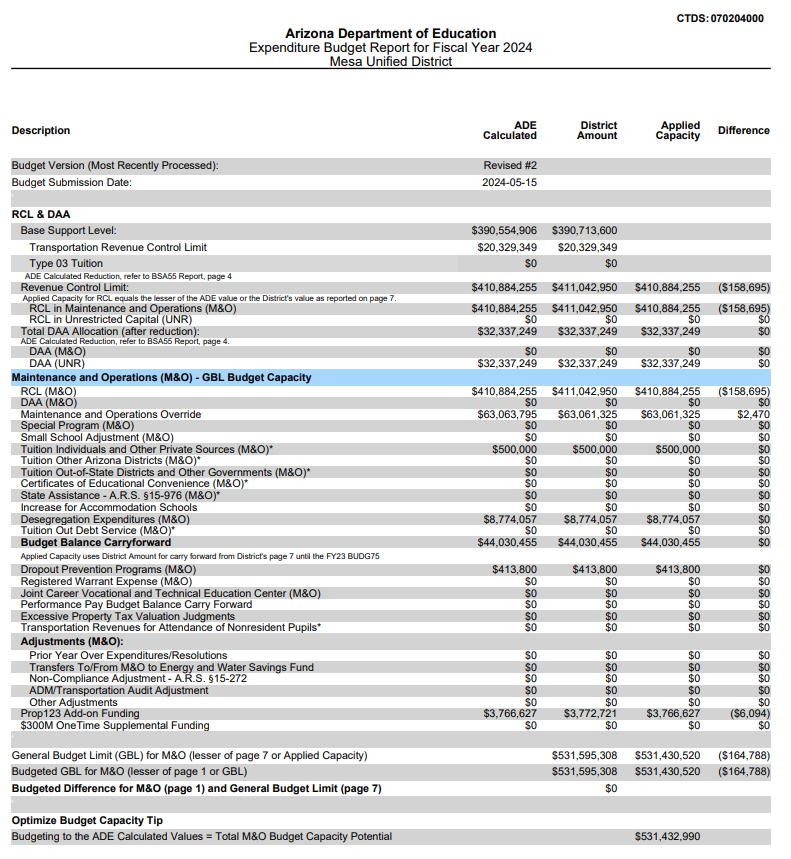 CTDS: 070204000
Arizona Department of Education
Expenditure Budget Report for Fiscal Year 2024
Mesa Unified District
Description ADE Calculated District Amount Applied Capacity Difference
Budget Version (Most Recently Processed): Revised #2
Budget Submission Date: 2024-05-15
RCL & DAA
Base Support Level: $390,554,906 $390,713,600
Transportation Revenue Control Limit $20,329,349 $20,329,349
Type 03 Tuition $0 $0
ADE Calculated Reduction, refer to BSA55 Report, page 4
Revenue Control Limit: $410,884,255 $411,042,950 $410,884,255 ($158,695)
Applied Capacity for RCL equals the lesser of the ADE value or the District's value as reported on page 7.
RCL in Maintenance and Operations (M&O) $410,884,255 $411,042,950 $410,884,255 ($158,695)
RCL in Unrestricted Capital (UNR) $0 $0 $0 $0
Total DAA Allocation (after reduction): $32,337,249 $32,337,249 $32,337,249 $0
ADE Calculated Reduction, refer to BSA55 Report, page 4.
DAA (M&O) $0 $0 $0 $0
DAA (UNR) $32,337,249 $32,337,249 $32,337,249 $0
Maintenance and Operations (M&O) - GBL Budget Capacity
RCL (M&O) $410,884,255 $411,042,950 $410,884,255 ($158,695)
DAA (M&O) $0 $0 $0 $0
Maintenance and Operations Override $63,063,795 $63,061,325 $63,061,325 $2,470
Special Program (M&O) $0 $0 $0 $0
Small School Adjustment (M&O) $0 $0 $0 $0
Tuition Individuals and Other Private Sources (M&O)* $500,000 $500,000 $500,000 $0
Tuition Other Arizona Districts (M&O)* $0 $0 $0 $0
Tuition Out-of-State Districts and Other Governments (M&O)* $0 $0 $0 $0
Certificates of Educational Convenience (M&O)* $0 $0 $0 $0
State Assistance - A.R.S. §15-976 (M&O)* $0 $0 $0 $0
Increase for Accommodation Schools $0 $0 $0 $0
Desegregation Expenditures (M&O) $8,774,057 $8,774,057 $8,774,057 $0
Tuition Out Debt Service (M&O)* $0 $0 $0 $0
Budget Balance Carryforward $44,030,455 $44,030,455 $44,030,455 $0
Applied Capacity uses District Amount for carry forward from District's page 7 until the FY23 BUDG75
Dropout Prevention Programs (M&O) $413,800 $413,800 $413,800 $0
Registered Warrant Expense (M&O) $0 $0 $0 $0
Joint Career Vocational and Technical Education Center (M&O) $0 $0 $0 $0
Performance Pay Budget Balance Carry Forward $0 $0 $0 $0
Excessive Property Tax Valuation Judgments $0 $0 $0 $0
Transportation Revenues for Attendance of Nonresident Pupils* $0 $0 $0 $0
Adjustments (M&O):
Prior Year Over Expenditures/Resolutions $0 $0 $0 $0
Transfers To/From M&O to Energy and Water Savings Fund $0 $0 $0 $0
Non-Compliance Adjustment - A.R.S. §15-272 $0 $0 $0 $0
ADM/Transportation Audit Adjustment $0 $0 $0 $0
Other Adjustments $0 $0 $0 $0
Prop123 Add-on Funding $3,766,627 $3,772,721 $3,766,627 ($6,094)
$300M OneTime Supplemental Funding $0 $0 $0 $0
General Budget Limit (GBL) for M&O (lesser of page 7 or Applied Capacity) $531,595,308 $531,430,520 ($164,788)
Budgeted GBL for M&O (lesser of page 1 or GBL) $531,595,308 $531,430,520 ($164,788)
Budgeted Difference for M&O (page 1) and General Budget Limit (page 7) $0
Optimize Budget Capacity Tip
Budgeting to the ADE Calculated Values = Total M&O Budget Capacity Potential $531,432,990